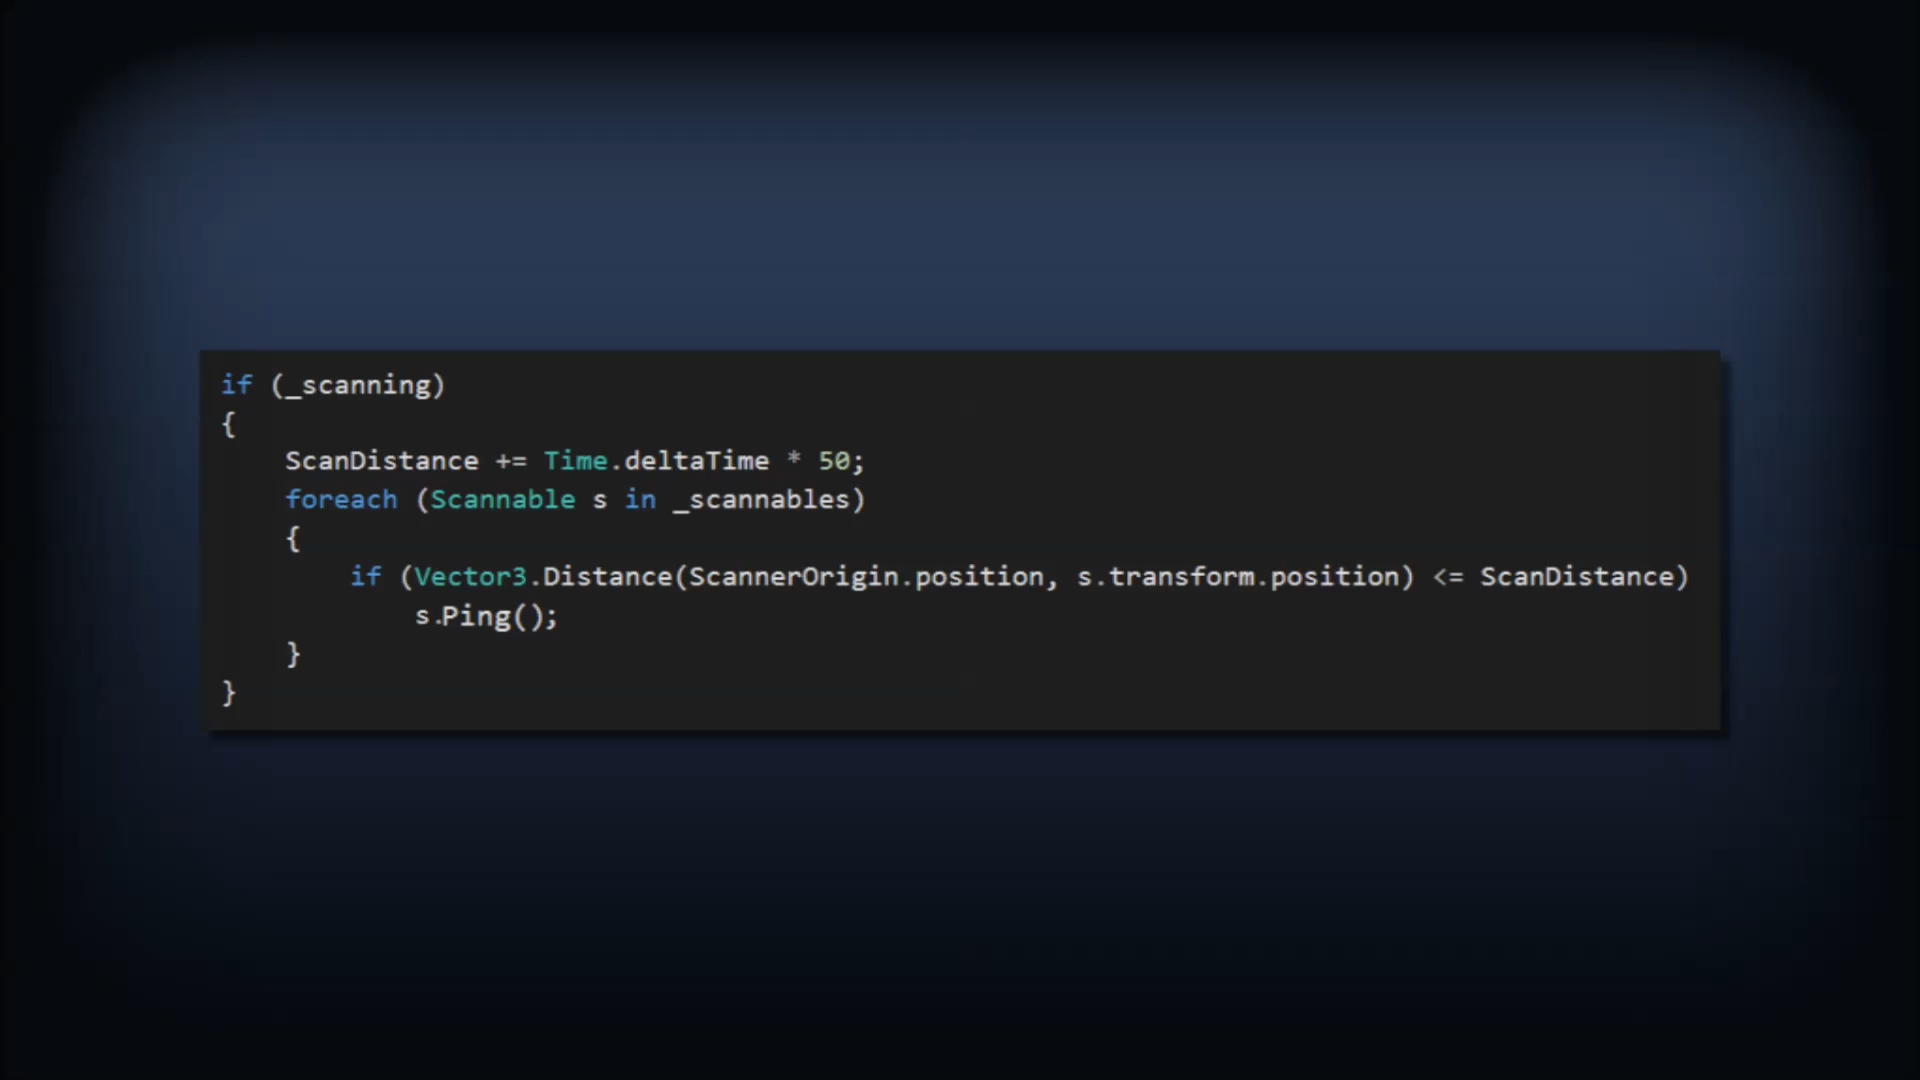 if (_scanning)
{
    ScanDistance += Time.deltaTime * 50;
    foreach (Scannable s in _scannables)
    {
        if (Vector3.Distance(ScannerOrigin.position, s.transform.position) <= ScanDistance)
            s.Ping();
    }
}